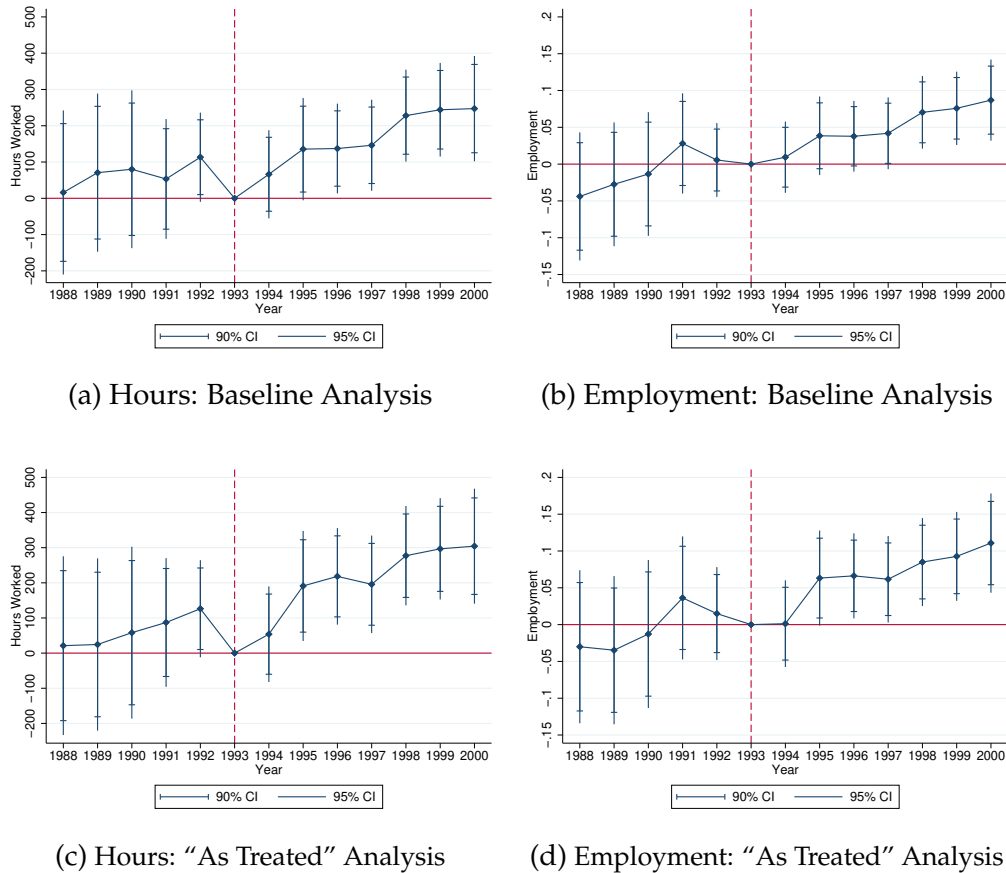 500
400
300
200
100
0
−100
−200
Hours Worked
1988 1989 1990 1991 1992 1993 1994 1995 1996 1997 1998 1999 2000
Year
90% CI 95% CI
(a) Hours: Baseline Analysis
.2
.15
.1
.05
0
−.05
−.1
−.15
Employment
1988 1989 1990 1991 1992 1993 1994 1995 1996 1997 1998 1999 2000
Year
90% CI 95% CI
(b) Employment: Baseline Analysis
500
400
300
200
100
0
−100
−200
Hours Worked
1988 1989 1990 1991 1992 1993 1994 1995 1996 1997 1998 1999 2000
Year
90% CI 95% CI
(c) Hours: “As Treated” Analysis
.2
.15
.1
.05
0
−.05
−.1
−.15
Employment
1988 1989 1990 1991 1992 1993 1994 1995 1996 1997 1998 1999 2000
Year
90% CI 95% CI
(d) Employment: “As Treated” Analysis